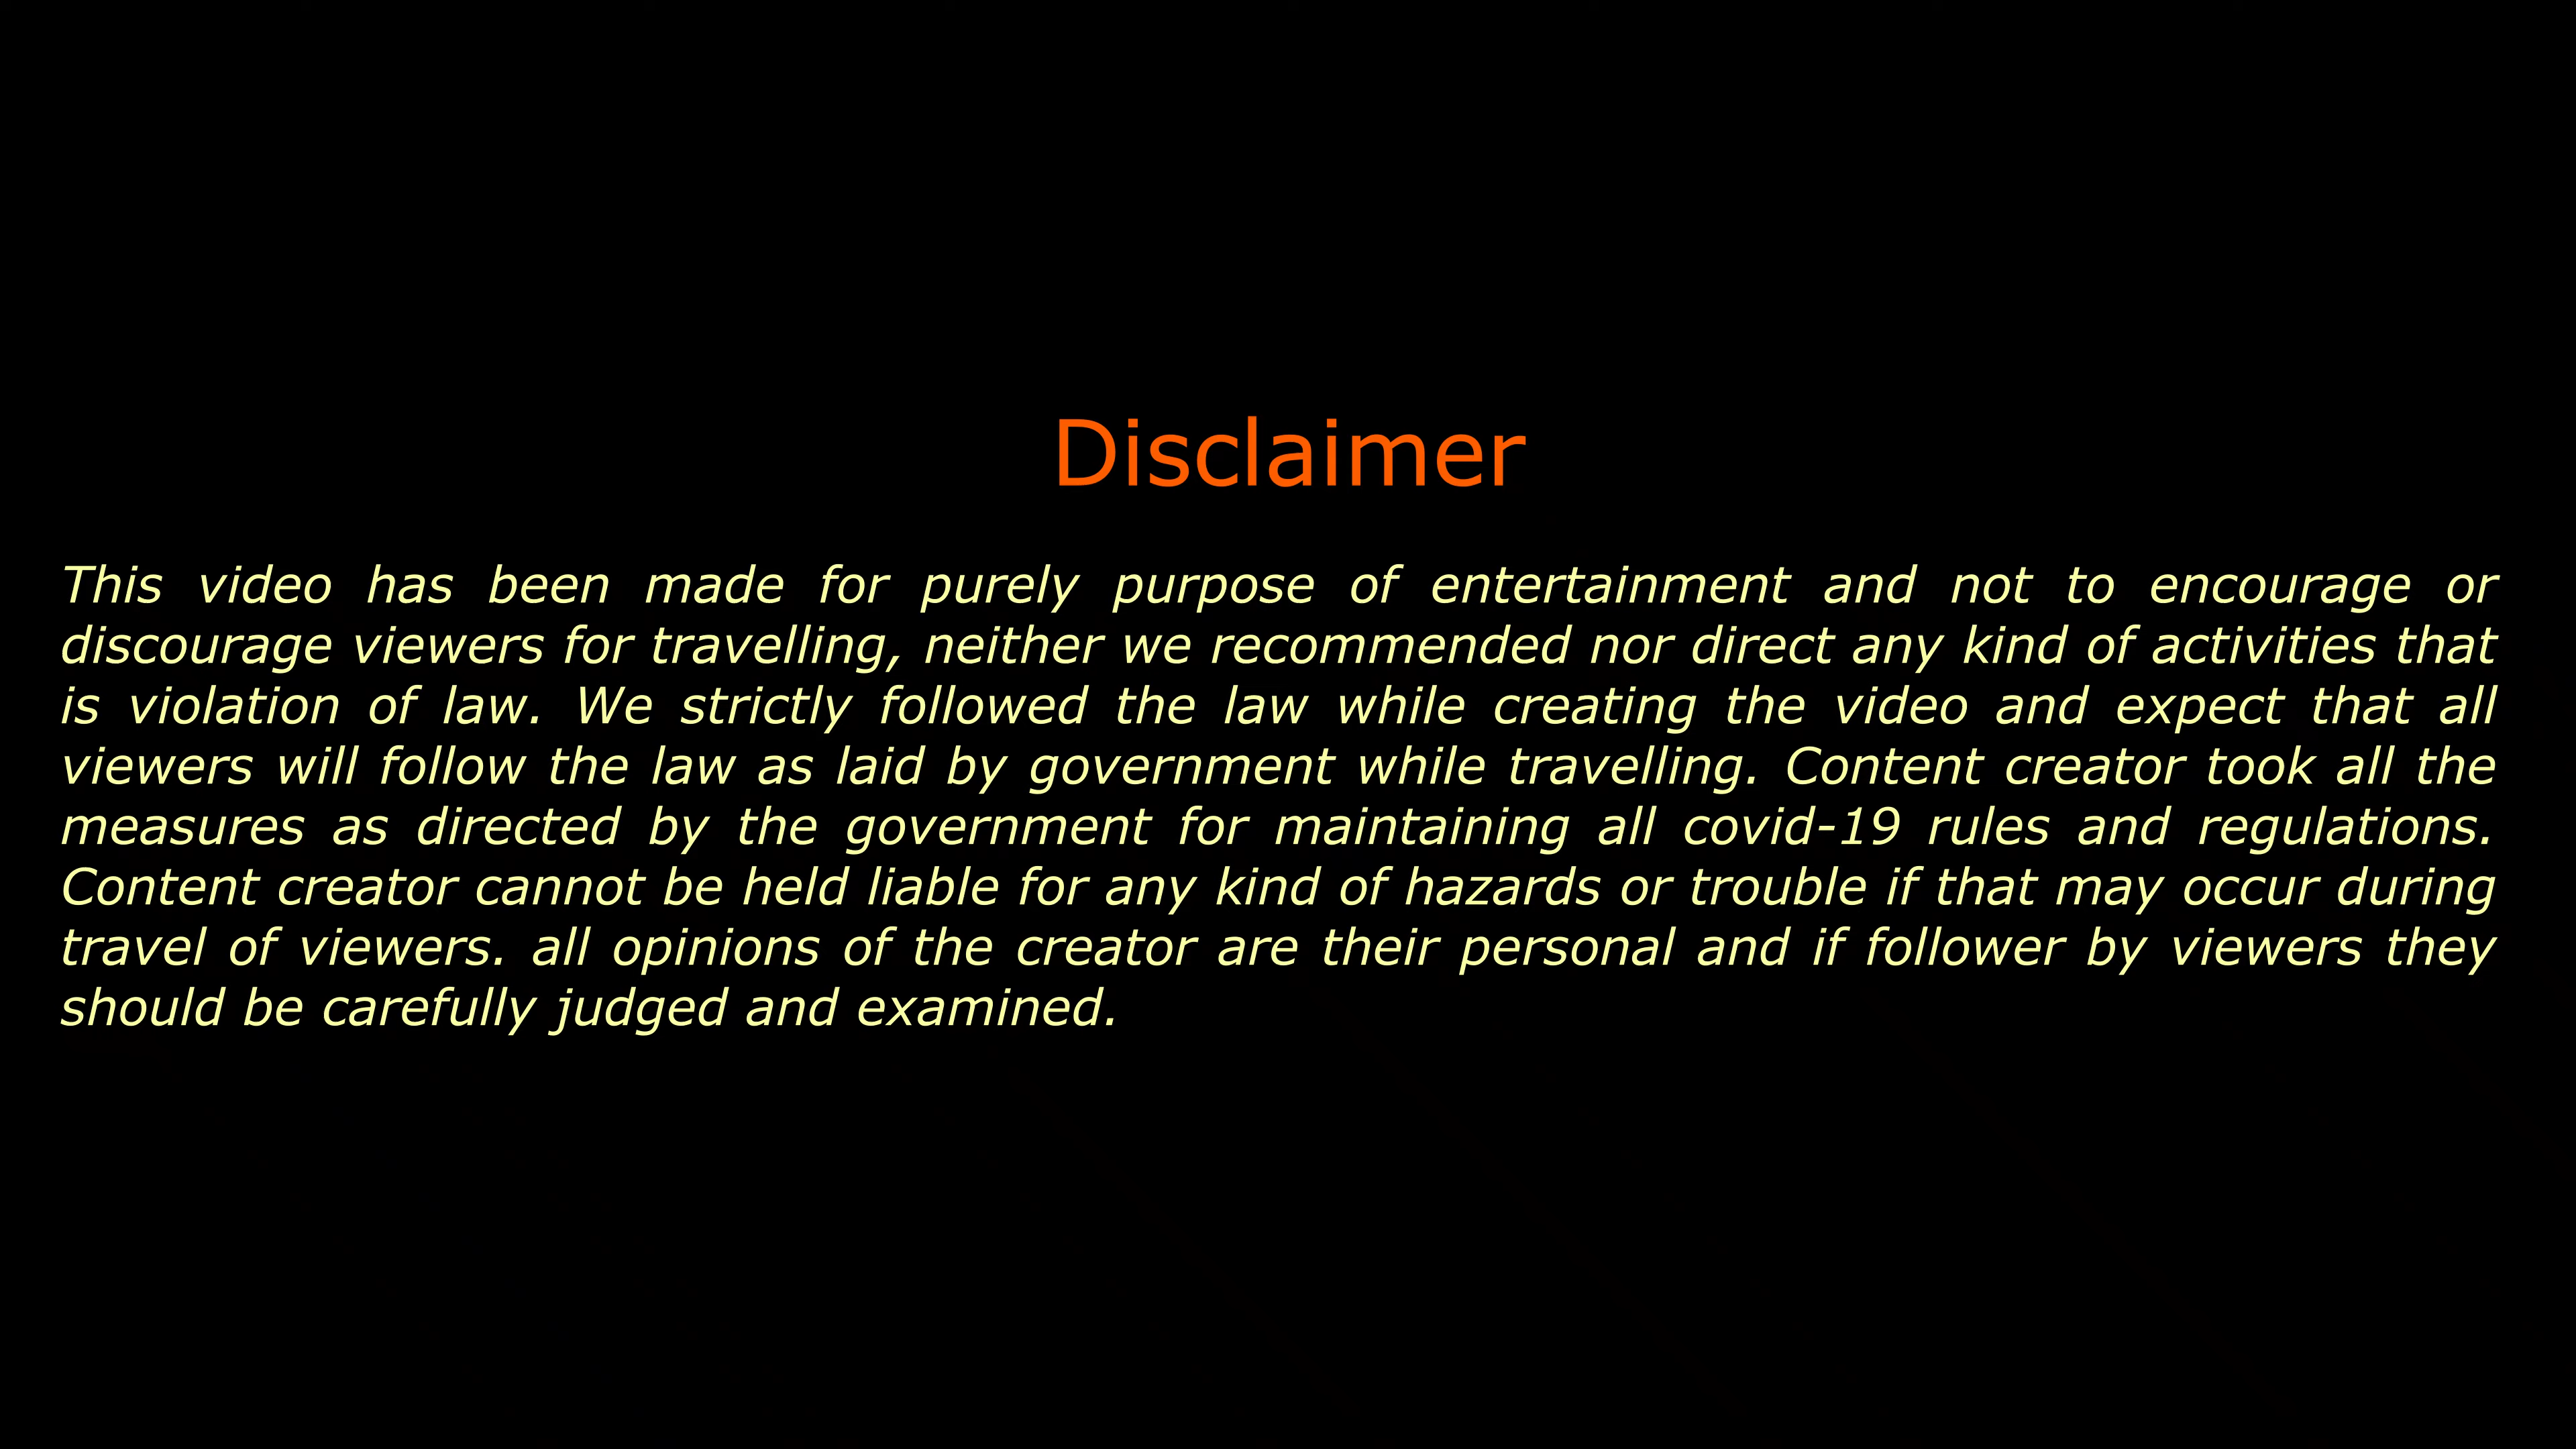 Disclaimer
This video has been made for purely purpose of entertainment and not to encourage or
discourage viewers for travelling, neither we recommended nor direct any kind of activities that
is violation of law. We strictly followed the law while creating the video and expect that all
viewers will follow the law as laid by government while travelling. Content creator took all the
measures as directed by the government for maintaining all covid-19 rules and regulations.
Content creator cannot be held liable for any kind of hazards or trouble if that may occur during
travel of viewers. all opinions of the creator are their personal and if follower by viewers they
should be carefully judged and examined.